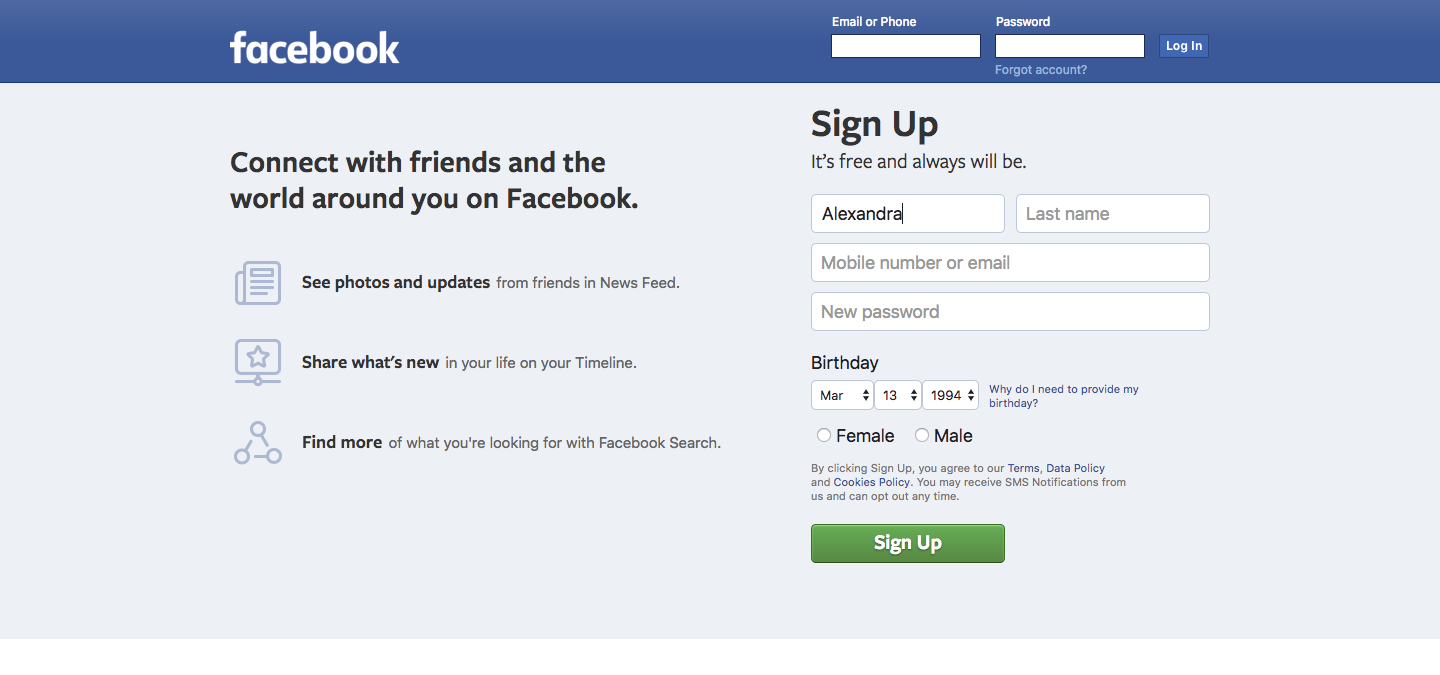 facebook
Email or Phone
Password
Log In
Forgot account?
Connect with friends and the
world around you on Facebook.
See photos and updates from friends in News Feed.
Share what's new in your life on your Timeline.
Find more of what you're looking for with Facebook Search.
Sign Up
It's free and always will be.
Alexandra
Last name
Mobile number or email
New password
Birthday
Mar 13 1994
Why do I need to provide my
birthday?
Female Male
By clicking Sign Up, you agree to our Terms, Data Policy
and Cookies Policy. You may receive SMS Notifications from
us and can opt out any time.
Sign Up